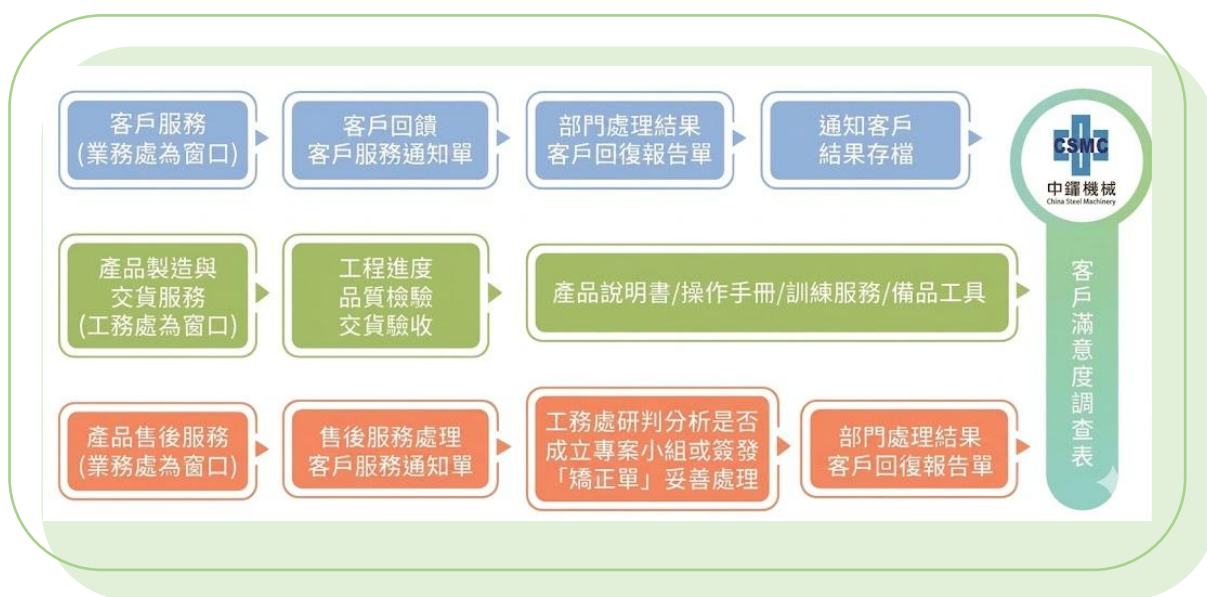 客戶服務
(業務處為窗口)
客戶回饋
客戶服務通知單
部門處理結果
客戶回復報告單
通知客戶
結果存檔
CSMC
中鋼機械
China Steel Machinery
產品製造與
交貨服務
(工務處為窗口)
工程進度
品質檢驗
交貨驗收
產品說明書/操作手冊/訓練服務/備品工具
產品售後服務
(業務處為窗口)
售後服務處理
客戶服務通知單
工務處研判分析是否
成立專案小組或簽發
「矯正單」妥善處理
部門處理結果
客戶回復報告單
客戶滿意度調查表